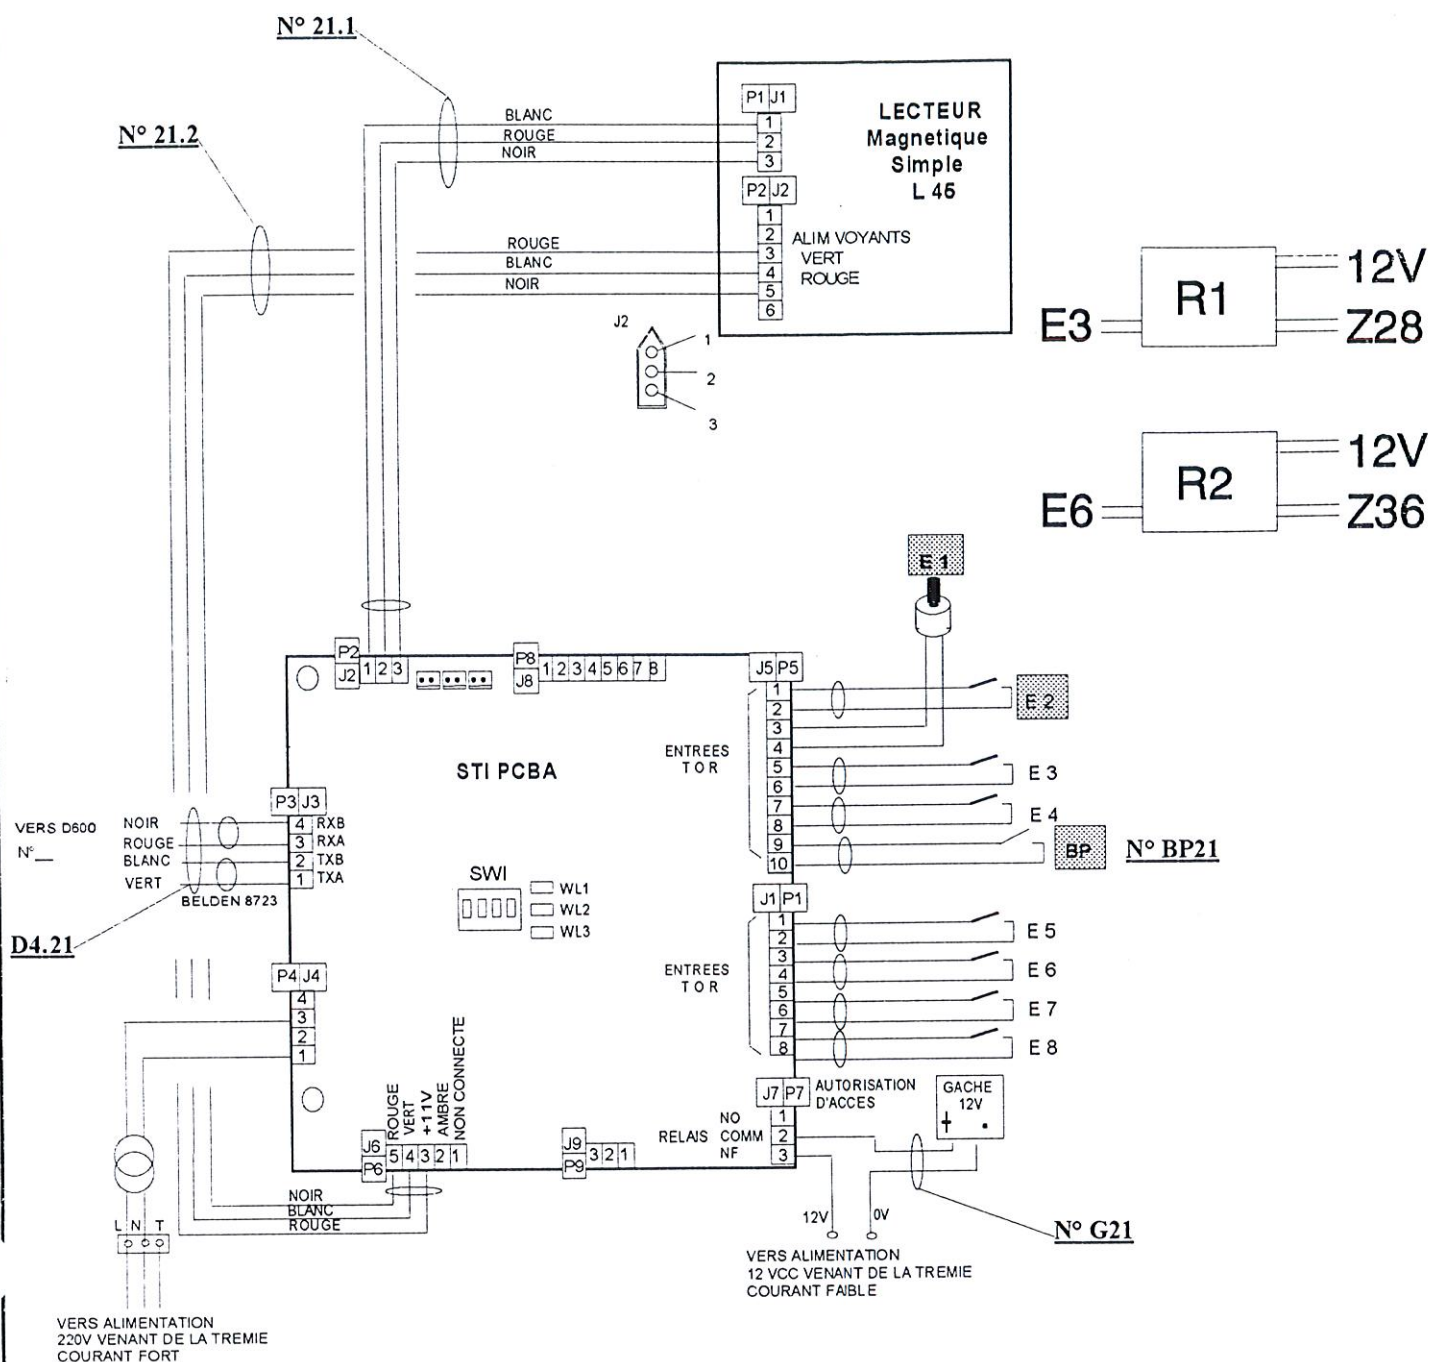 N° 21.1
N° 21.2
BLANC
ROUGE
NOIR
P1 J1
1
2
3
LECTEUR
Magnetique
Simple
L 45
P2 J2
1
2
3
4
5
6
ALIM VOYANTS
VERT
ROUGE
ROUGE
BLANC
NOIR
J2
1
2
3
E3
R1
12V
Z28
E6
R2
12V
Z36
E 1
P2
J2
1 2 3
P8
J8
1 2 3 4 5 6 7 8
J5 P5
1
2
3
4
5
6
7
8
9
10
ENTREES
T O R
E 2
E 3
E 4
BP
N° BP21
STI PCBA
P3 J3
4 RXB
3 RXA
2 TXB
1 TXA
VERS D600
N°__
NOIR
ROUGE
BLANC
VERT
BELDEN 8723
D4.21
SWI
WL1
WL2
WL3
J1 P1
1
2
3
4
5
6
7
8
ENTREES
T O R
E 5
E 6
E 7
E 8
P4 J4
4
3
2
1
J7 P7
1
2
3
AUTORISATION
D'ACCES
NO
RELAIS COMM
NF
GACHE
12V
ROUGE
VERT
+11V
AMBRE
NON CONNECTE
J6
P6
5 4 3 2 1
J9
P9
3 2 1
NOIR
BLANC
ROUGE
L N T
12V
0V
N° G21
VERS ALIMENTATION
12 VCC VENANT DE LA TREMIE
COURANT FAIBLE
VERS ALIMENTATION
220V VENANT DE LA TREMIE
COURANT FORT